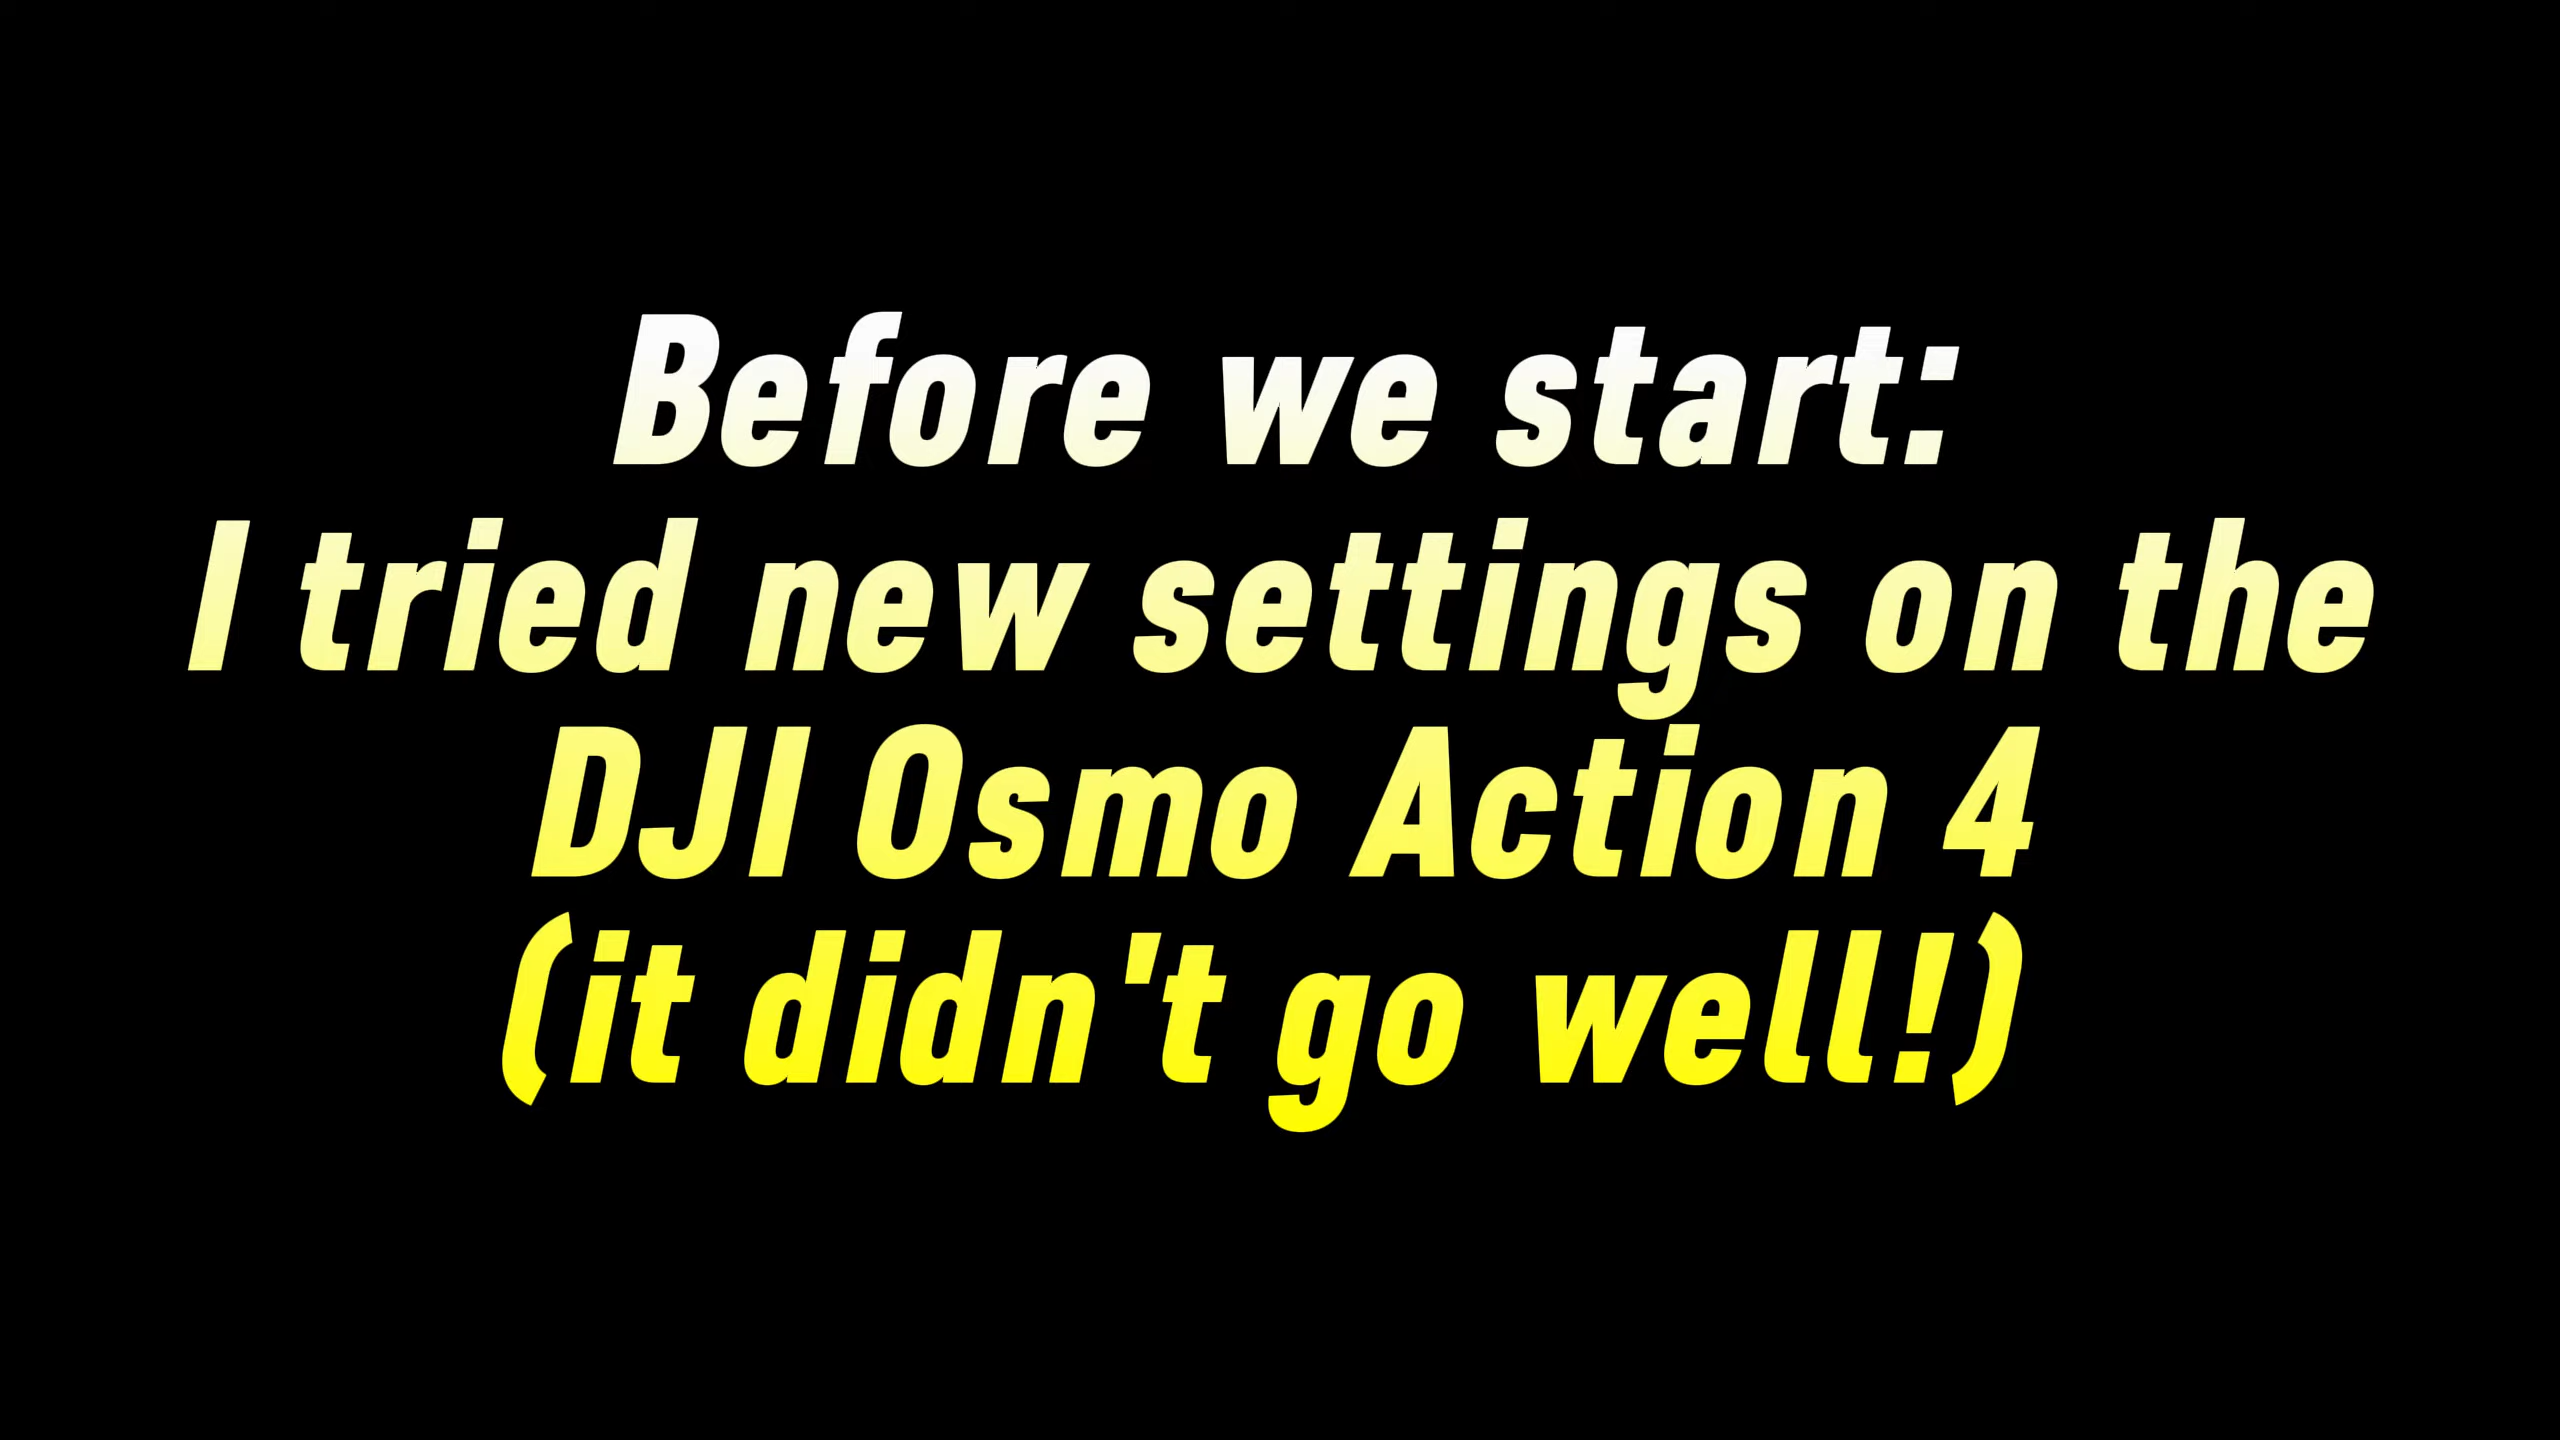 Before we start:
I tried new settings on the
DJI Osmo Action 4
(it didn't go well!)